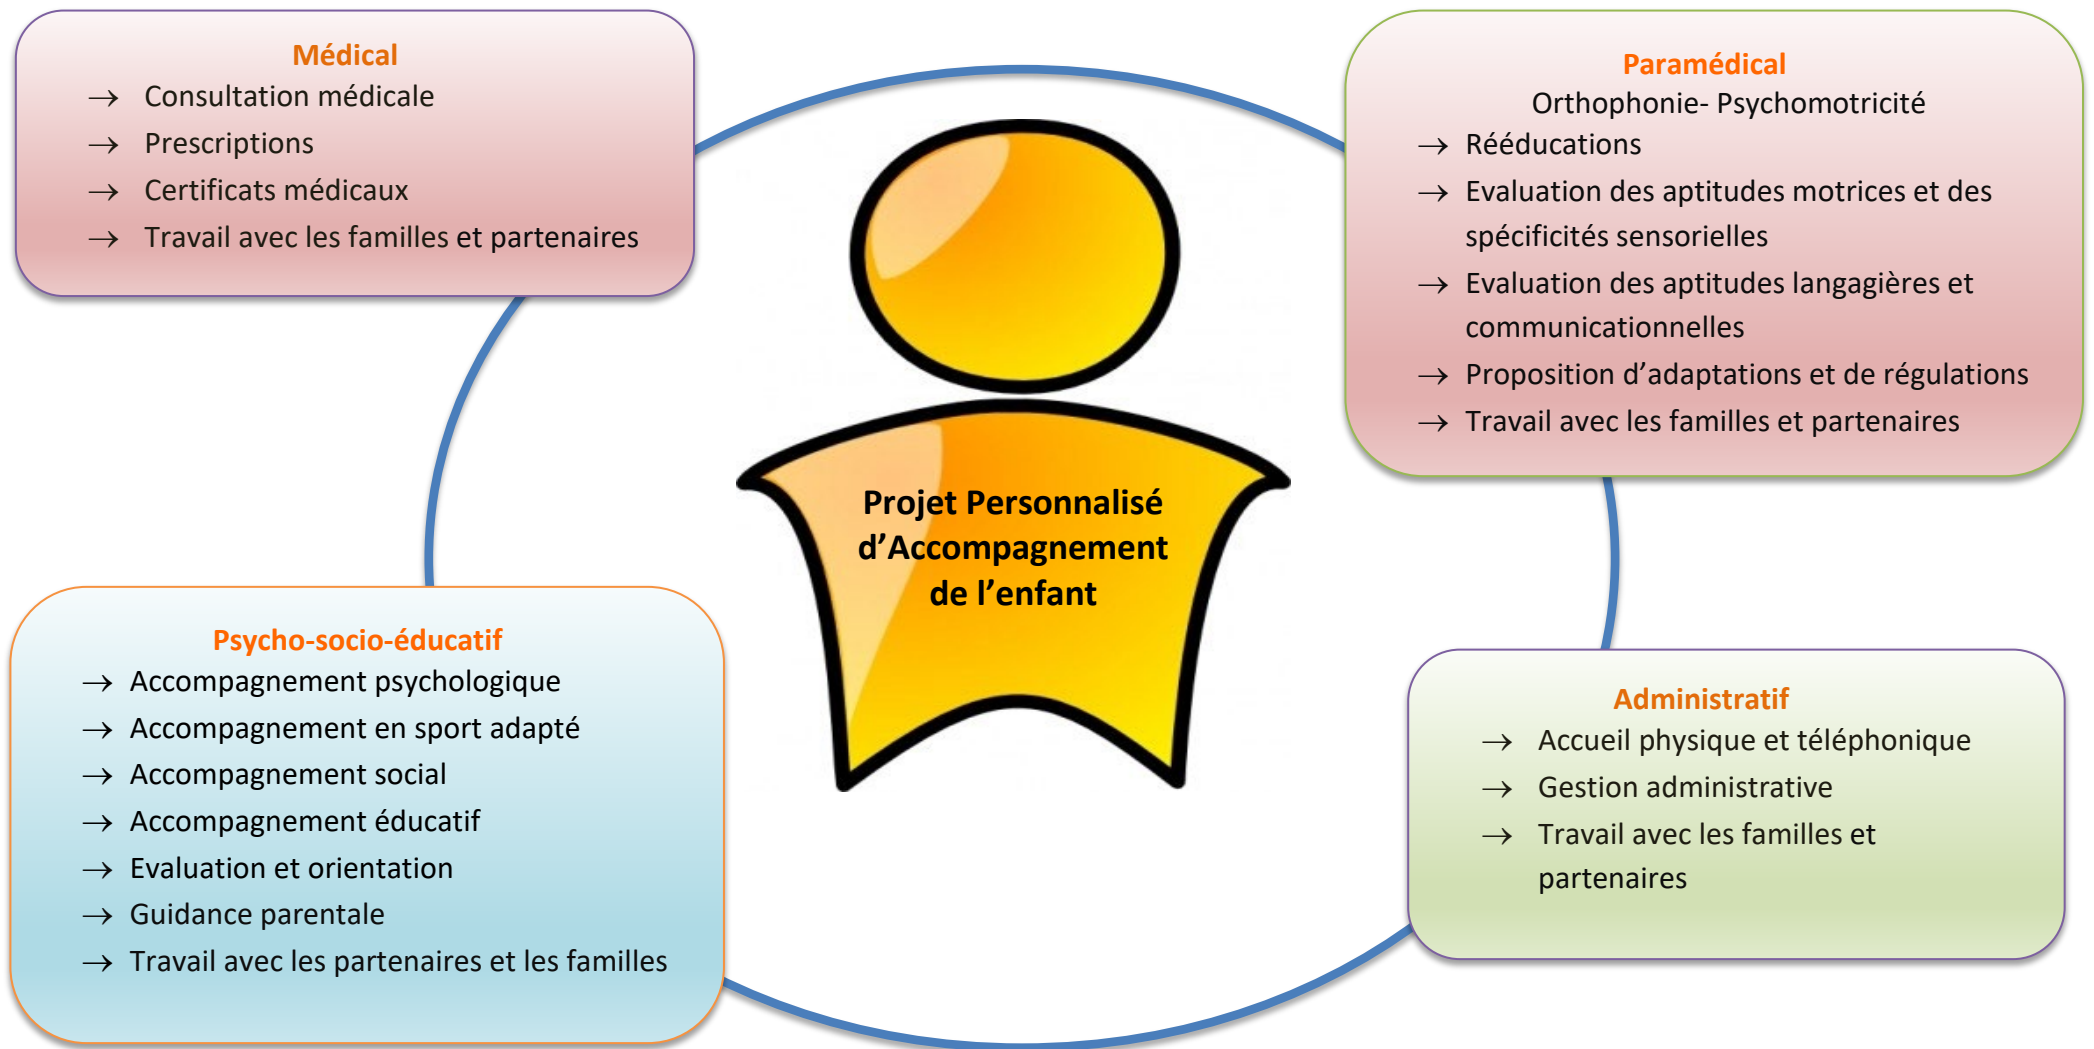 Médical
→ Consultation médicale
→ Prescriptions
→ Certificats médicaux
→ Travail avec les familles et partenaires
Paramédical
Orthophonie- Psychomotricité
→ Rééducations
→ Evaluation des aptitudes motrices et des
spécificités sensorielles
→ Evaluation des aptitudes langagières et
communicationnelles
→ Proposition d’adaptations et de régulations
→ Travail avec les familles et partenaires
Projet Personnalisé
d’Accompagnement
de l’enfant
Psycho-socio-éducatif
→ Accompagnement psychologique
→ Accompagnement en sport adapté
→ Accompagnement social
→ Accompagnement éducatif
→ Evaluation et orientation
→ Guidance parentale
→ Travail avec les partenaires et les familles
Administratif
→ Accueil physique et téléphonique
→ Gestion administrative
→ Travail avec les familles et
partenaires